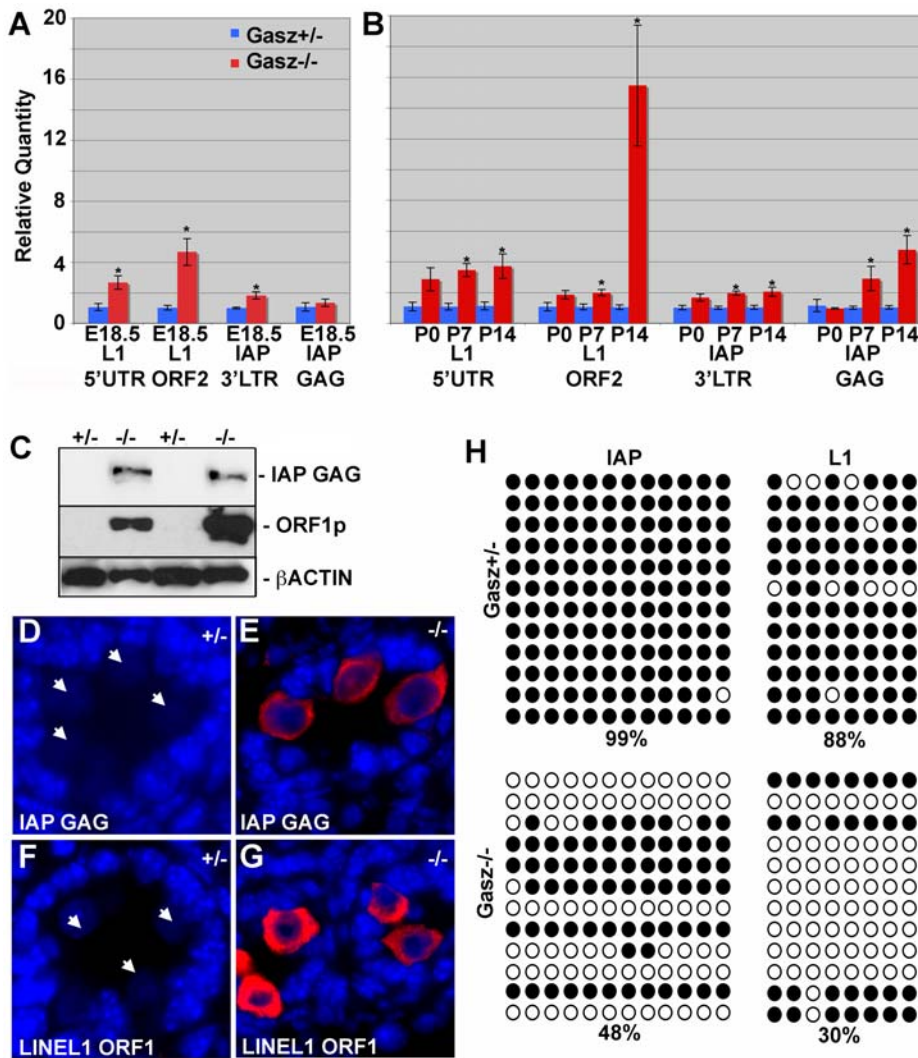 A
B
20
16
12
8
4
0
Relative Quantity
Gasz+/-
Gasz-/-
E18.5 E18.5 E18.5 E18.5
L1 L1 IAP IAP
5'UTR ORF2 3'LTR GAG
P0 P7 P14 P0 P7 P14 P0 P7 P14 P0 P7 P14
L1 L1 IAP IAP
5'UTR ORF2 3'LTR GAG
* * *
* * * * * * * *
C
+/- -/- +/- -/-
- IAP GAG
- ORF1p
- βACTIN
D
+/-
IAP GAG
E
-/-
IAP GAG
F
+/-
LINEL1 ORF1
G
-/-
LINEL1 ORF1
H
IAP
L1
Gasz+/-
99%
88%
Gasz-/-
48%
30%